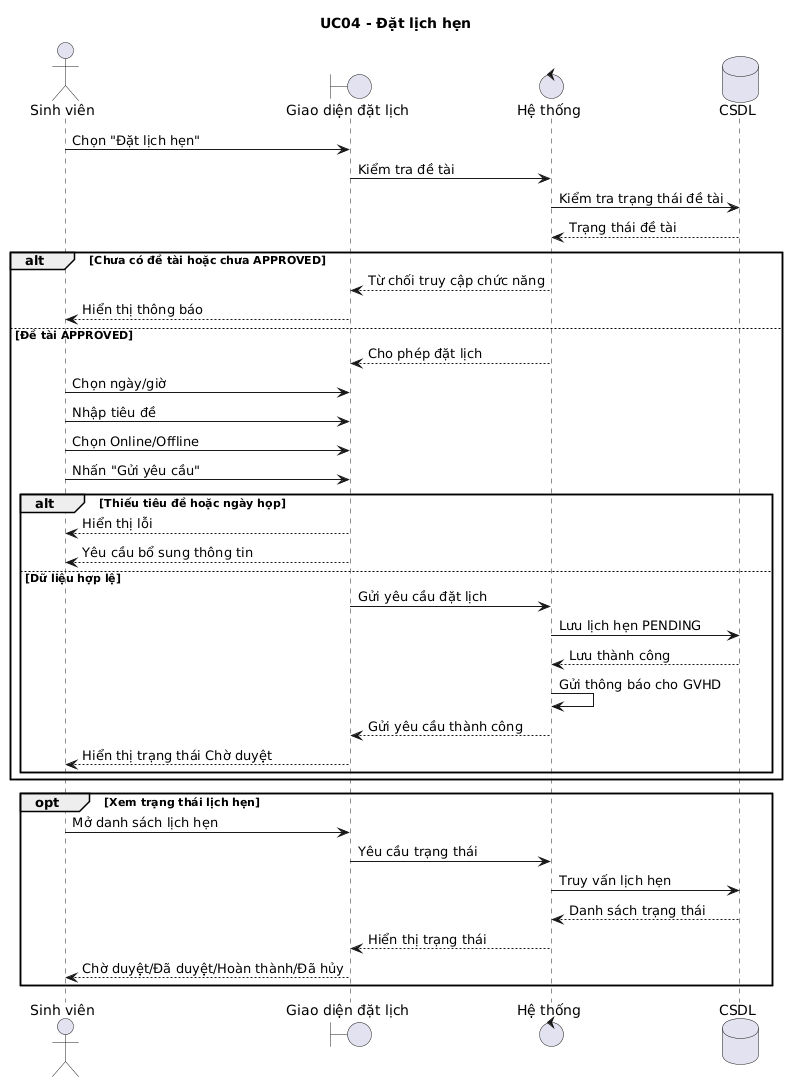 UC04 - Đặt lịch hẹn
Sinh viên
Giao diện đặt lịch
Hệ thống
CSDL
Chọn "Đặt lịch hẹn"
Kiểm tra đề tài
Kiểm tra trạng thái đề tài
Trạng thái đề tài
alt [Chưa có đề tài hoặc chưa APPROVED]
Từ chối truy cập chức năng
Hiển thị thông báo
[Đề tài APPROVED]
Cho phép đặt lịch
Chọn ngày/giờ
Nhập tiêu đề
Chọn Online/Offline
Nhấn "Gửi yêu cầu"
alt [Thiếu tiêu đề hoặc ngày họp]
Hiển thị lỗi
Yêu cầu bổ sung thông tin
[Dữ liệu hợp lệ]
Gửi yêu cầu đặt lịch
Lưu lịch hẹn PENDING
Lưu thành công
Gửi thông báo cho GVHD
Gửi yêu cầu thành công
Hiển thị trạng thái Chờ duyệt
opt [Xem trạng thái lịch hẹn]
Mở danh sách lịch hẹn
Yêu cầu trạng thái
Truy vấn lịch hẹn
Danh sách trạng thái
Hiển thị trạng thái
Chờ duyệt/Đã duyệt/Hoàn thành/Đã hủy
Sinh viên
Giao diện đặt lịch
Hệ thống
CSDL